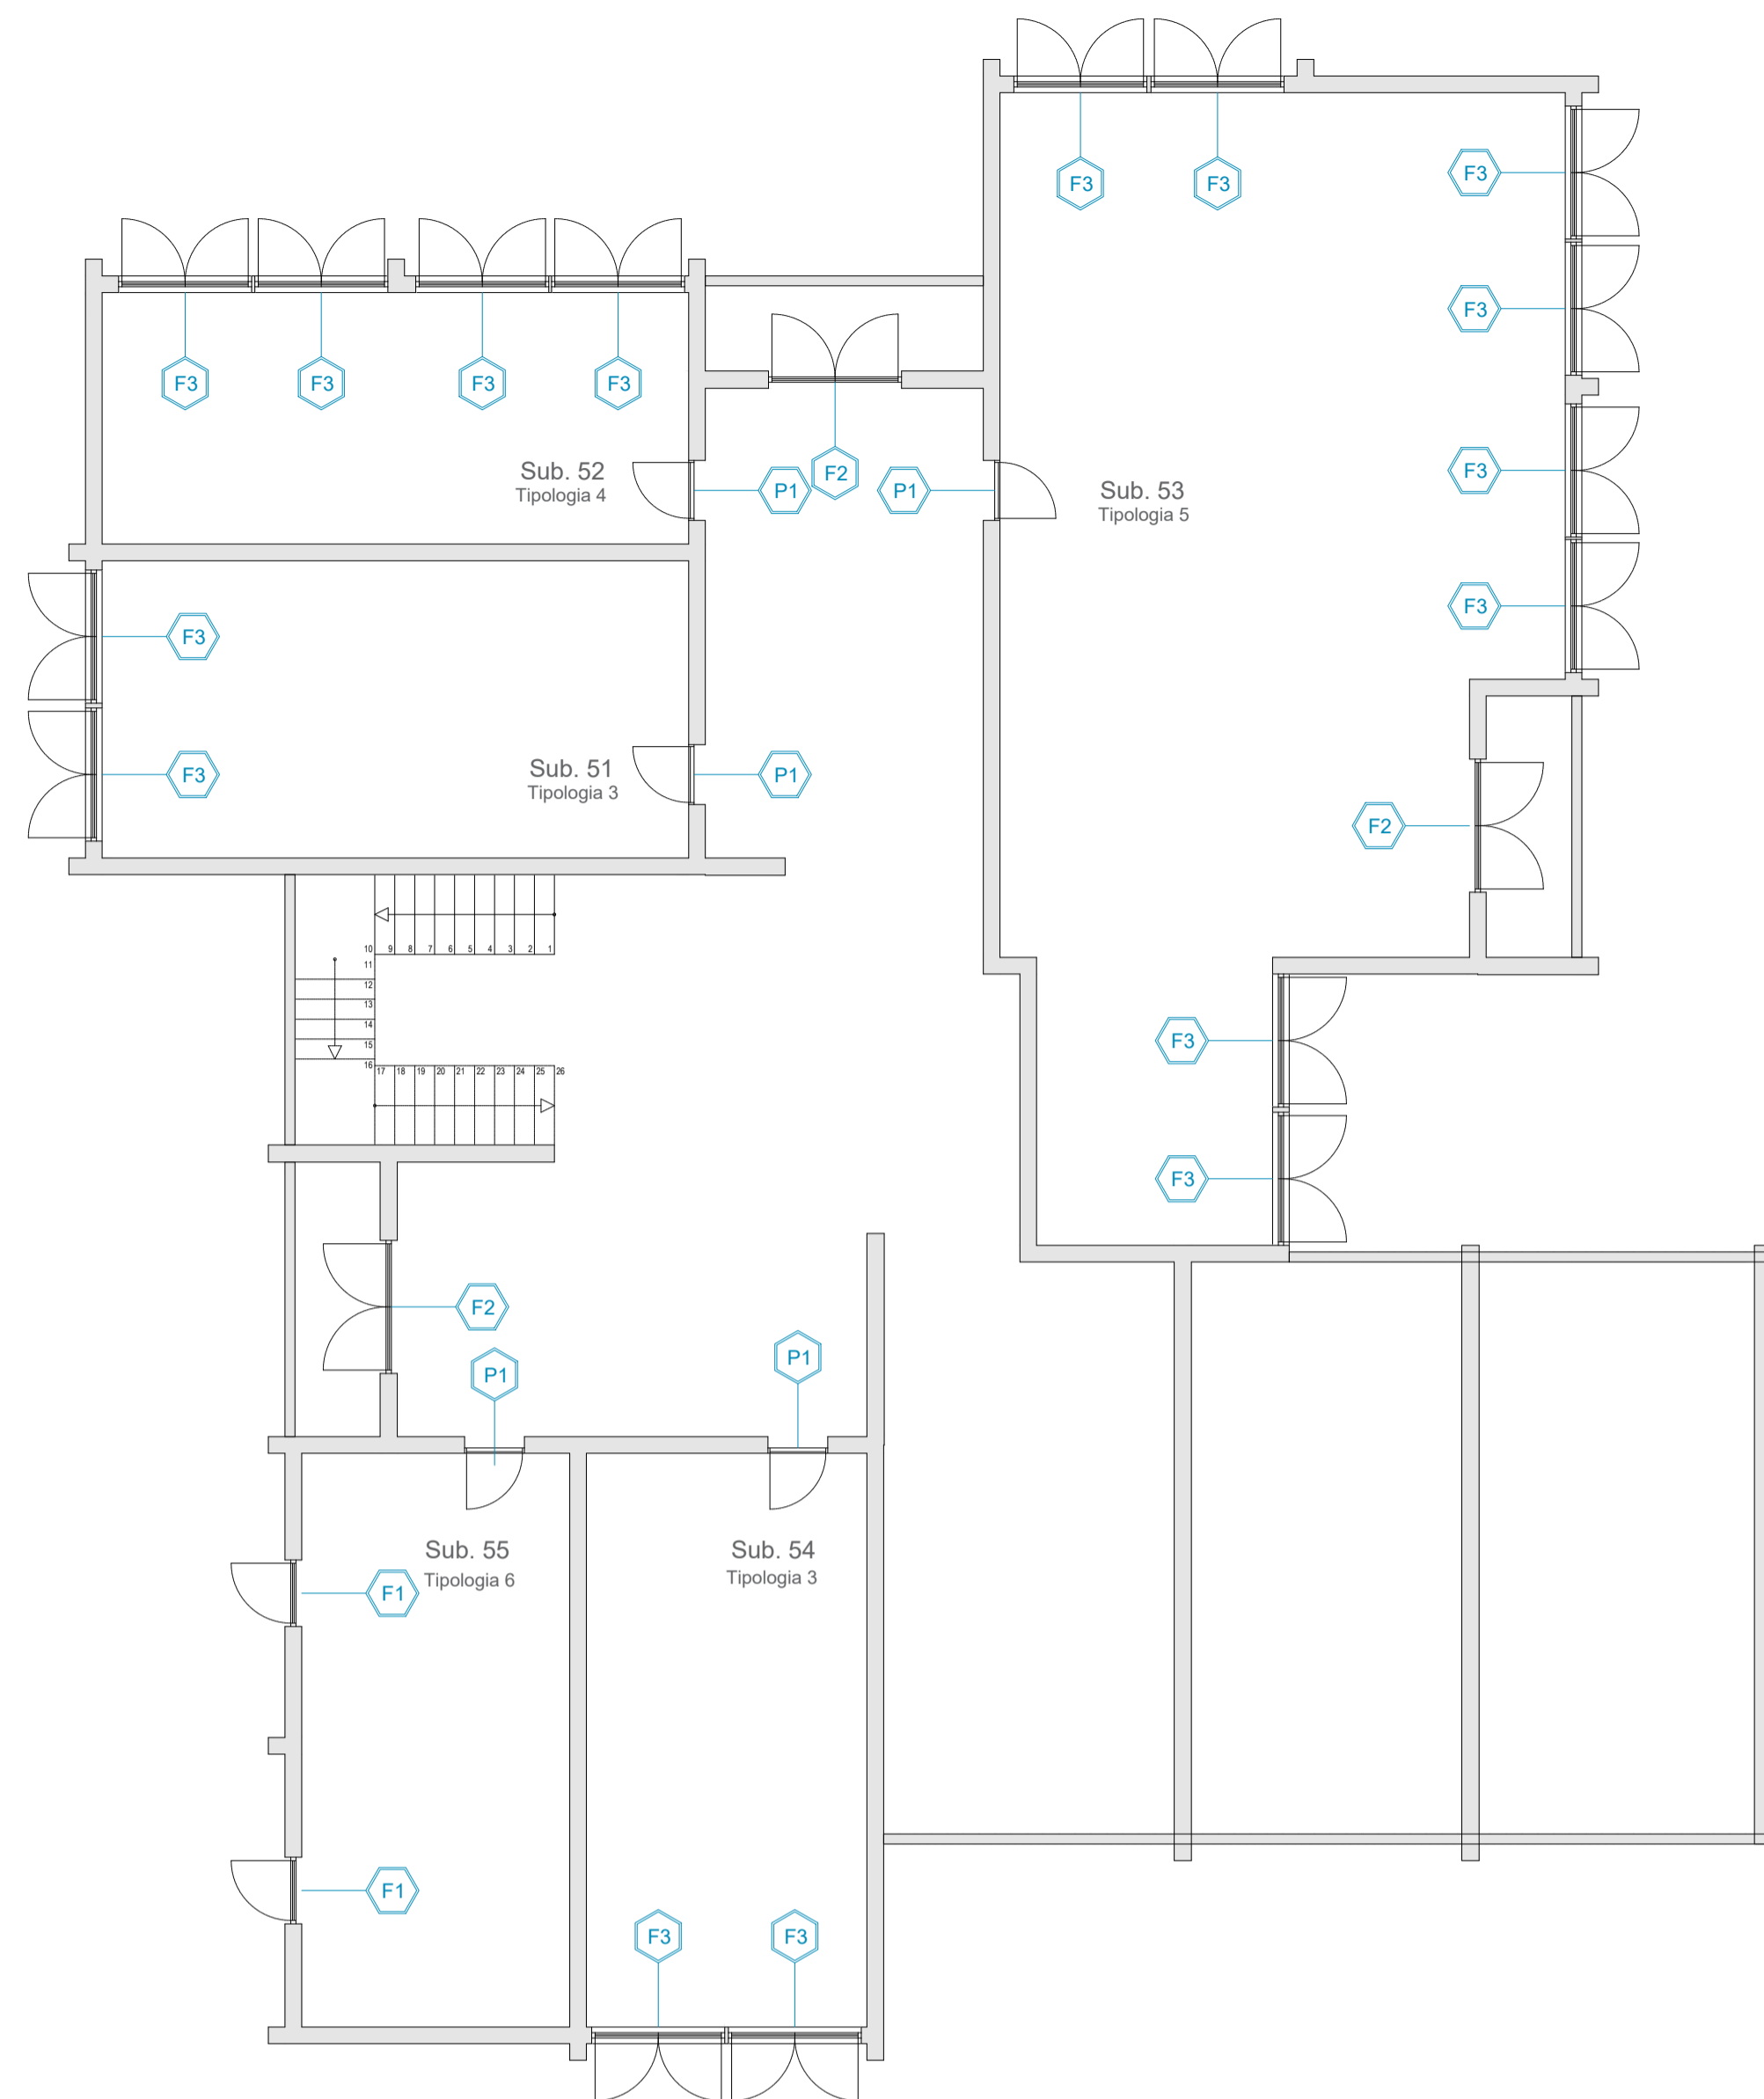 F3 F3
F3
F3
F3 F3 F3 F3
F3
F2
P1 P1
Sub. 52
Tipologia 4
Sub. 53
Tipologia 5
F3
F3
F3
Sub. 51
Tipologia 3
P1
F2
10 9 8 7 6 5 4 3 2 1
11
12
13
14
15
16
17 18 19 20 21 22 23 24 25 26
F3
F3
F2
P1
P1
Sub. 55
Tipologia 6
Sub. 54
Tipologia 3
F1
F1
F3 F3